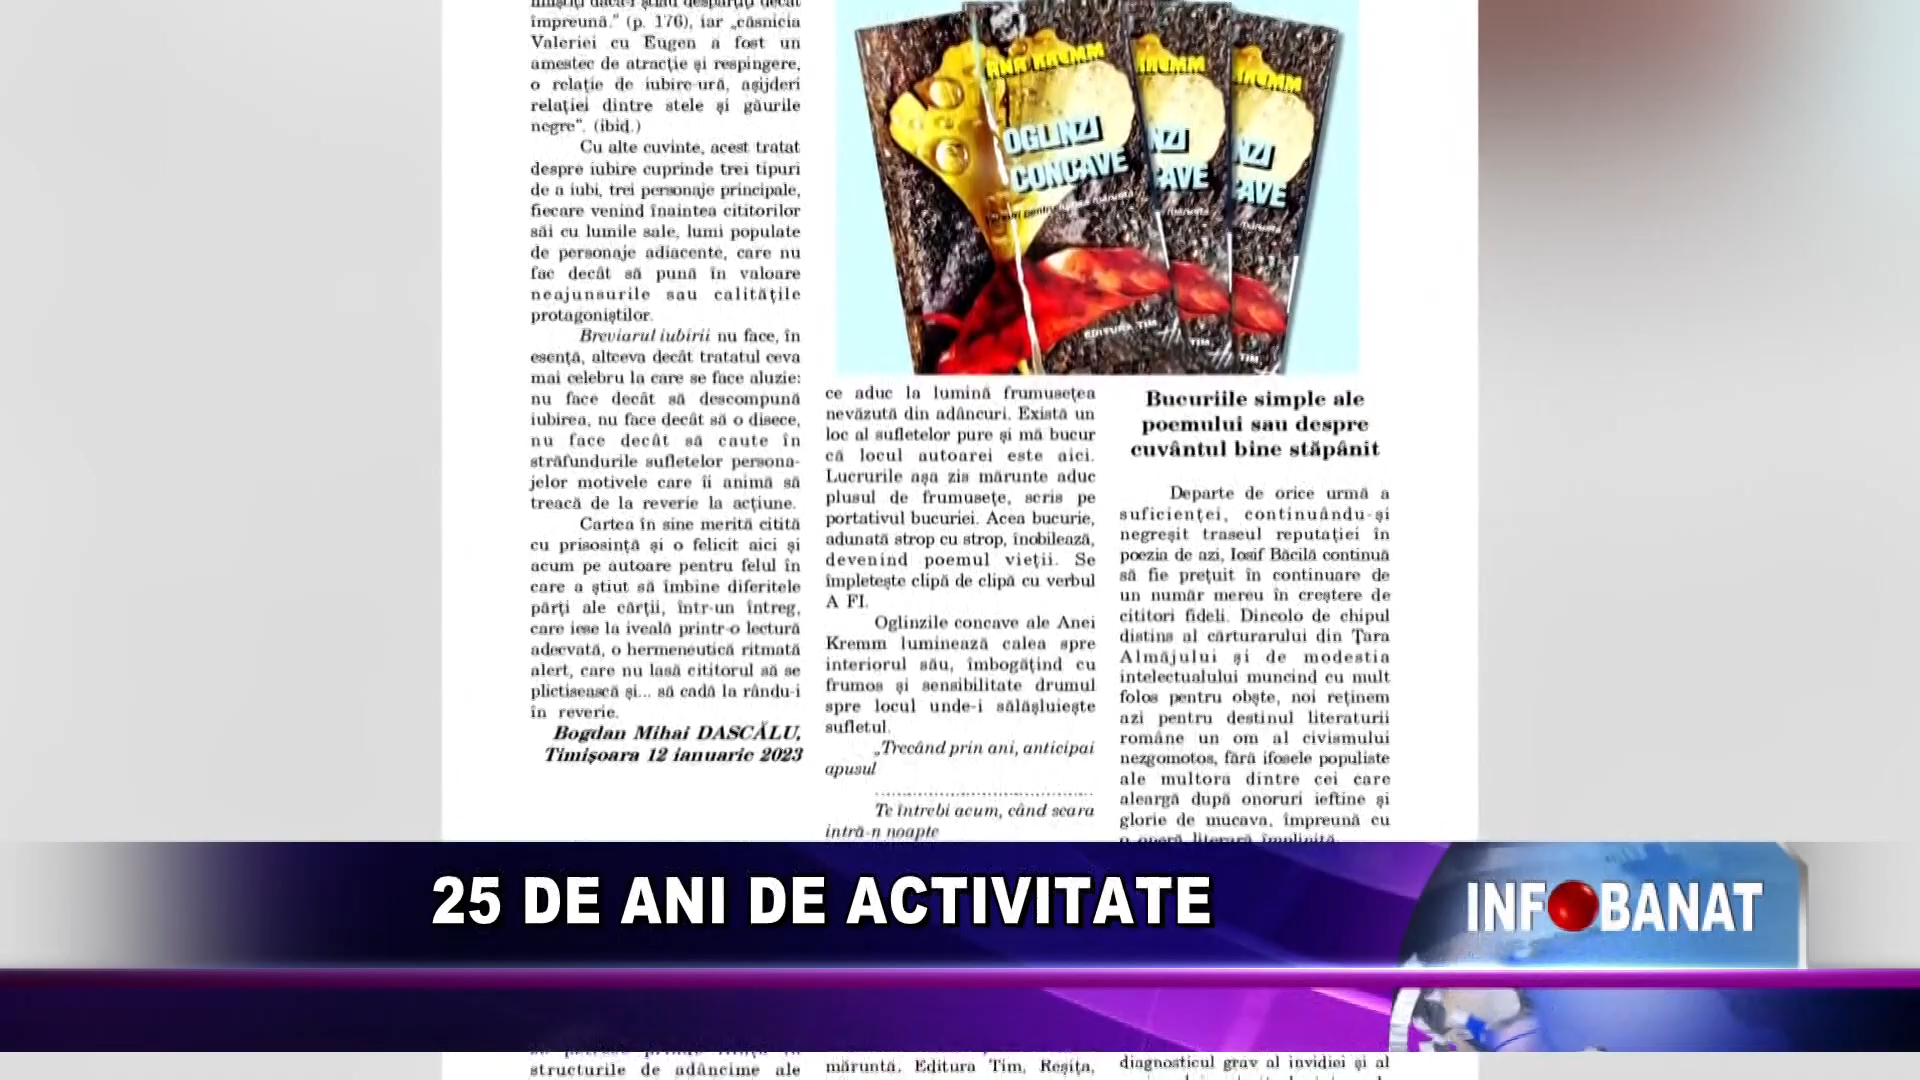 împreună." (p. 176), iar „căsnicia
Valeriei cu Eugen a fost un
amestec de atracție și respingere,
o relație de iubire-ură, așijderi
relației dintre stele și găurile
negre". (ibid.)
Cu alte cuvinte, acest tratat
despre iubire cuprinde trei tipuri
de a iubi, trei personaje principale,
fiecare venind înaintea cititorilor
săi cu lumile sale, lumi populate
de personaje adiacente, care nu
fac decât să pună în valoare
neajunsurile sau calitățile
protagoniștilor.
Breviarul iubirii nu face, în
esență, altceva decât tratatul ceva
mai celebru la care se face aluzie:
nu face decât să descompună
iubirea, nu face decât să o disece,
nu face decât să caute în
străfundurile sufletelor persona-
jelor motivele care îi animă să
treacă de la reverie la acțiune.
Cartea în sine merită citită
cu prisosință și o felicit aici și
acum pe autoare pentru felul în
care a știut să îmbine diferitele
părți ale cărții, într-un întreg,
care iese la iveală printr-o lectură
adecvată, o hermeneutică ritmată
alert, care nu lasă cititorul să se
plictisească și... să cadă la rându-i
în reverie.
Bogdan Mihai DASCĂLU,
Timișoara 12 ianuarie 2023
structurile de adâncime ale
ANA KREMM
OGLINZI
CONCAVE
EDITURA TIM
KREMM
NZI
CAVE
TIM
KREMM
NZI
CAVE
TIM
ce aduc la lumină frumusețea
nevăzută din adâncuri. Există un
loc al sufletelor pure și mă bucur
că locul autoarei este aici.
Lucrurile așa zis mărunte aduc
plusul de frumusețe, scris pe
portativul bucuriei. Acea bucurie,
adunată strop cu strop, înobilează,
devenind poemul vieții. Se
împletește clipă de clipă cu verbul
A FI.
Oglinzile concave ale Anei
Kremm luminează calea spre
interiorul său, îmbogățind cu
frumos și sensibilitate drumul
spre locul unde-i sălășluiește
sufletul.
„Trecând prin ani, anticipai
apusul
......................................
Te întrebi acum, când seara
intră-n noapte
măruntă. Editura Tim, Reșița,
Bucuriile simple ale
poemului sau despre
cuvântul bine stăpânit
Departe de orice urmă a
suficienței, continuându-și
negreșit traseul reputației în
poezia de azi, Iosif Băcilă continuă
să fie prețuit în continuare de
un număr mereu în creștere de
cititori fideli. Dincolo de chipul
distins al cărturarului din Țara
Almăjului și de modestia
intelectualului muncind cu mult
folos pentru obște, noi reținem
azi pentru destinul literaturii
române un om al civismului
nezgomotos, fără ifosele populiste
ale multora dintre cei care
aleargă după onoruri ieftine și
glorie de mucava, împreună cu
o operă literară implinită.
diagnosticul grav al invidiei și al
25 DE ANI DE ACTIVITATE
INFOBANAT